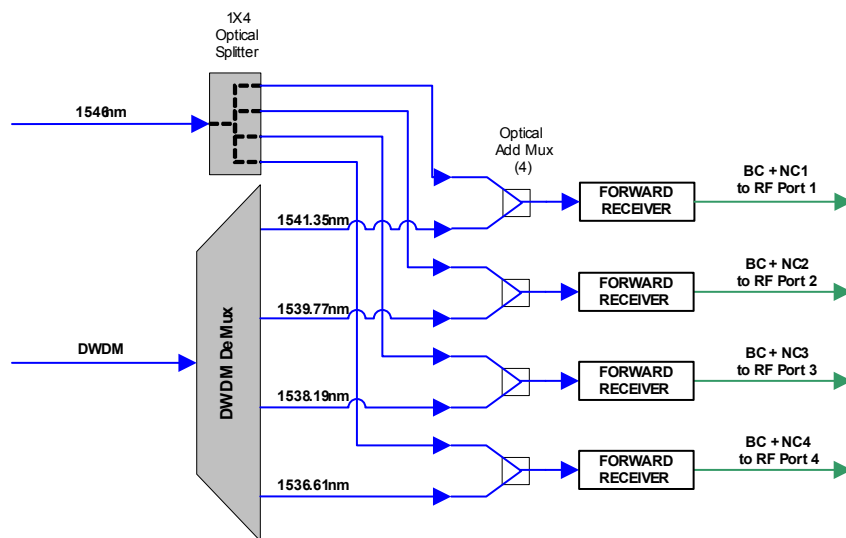 1X4
Optical
Splitter
1546nm
Optical
Add Mux
(4)
BC + NC1
to RF Port 1
FORWARD
RECEIVER
1541.35nm
BC + NC2
to RF Port 2
FORWARD
RECEIVER
1539.77nm
DWDM
DWDM DeMux
BC + NC3
to RF Port 3
FORWARD
RECEIVER
1538.19nm
BC + NC4
to RF Port 4
FORWARD
RECEIVER
1536.61nm